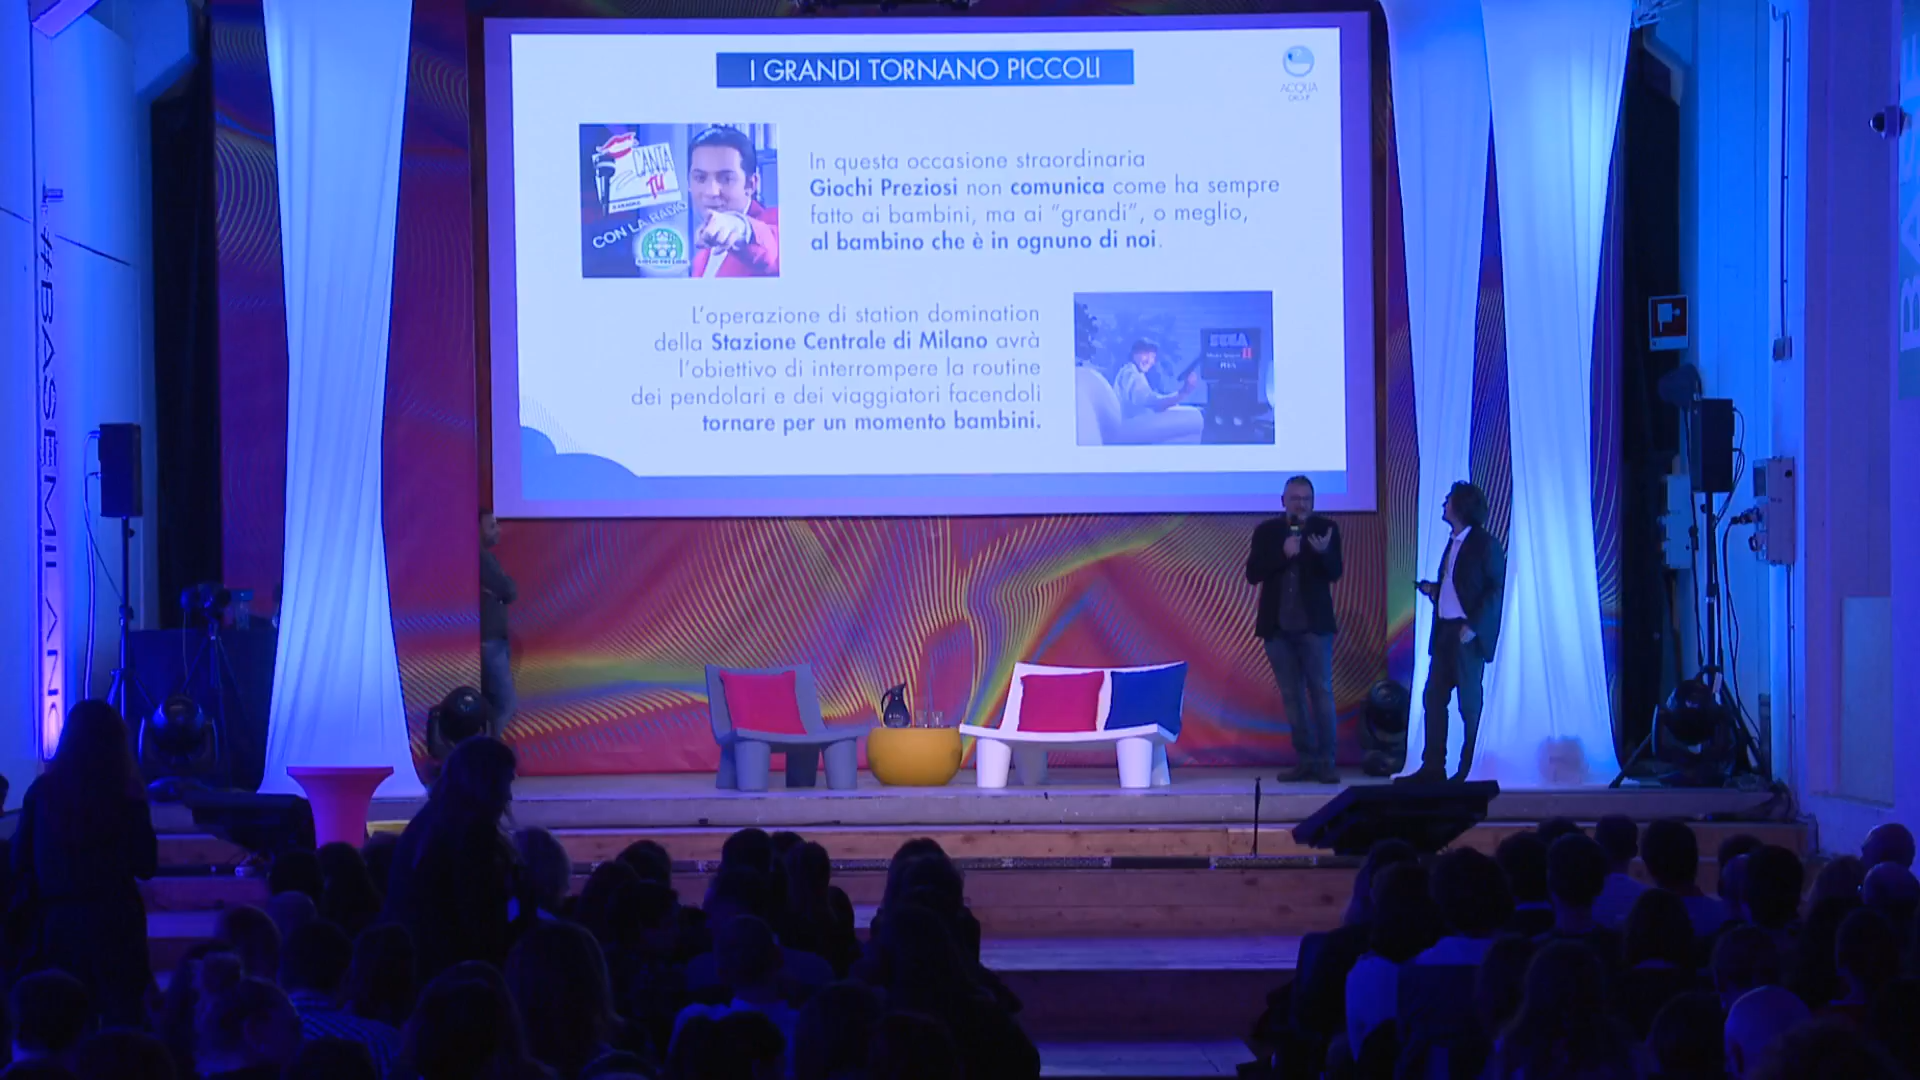 I GRANDI TORNANO PICCOLI
ACQUA
GROUP
CANTA
TU
CON LA RADIO
In questa occasione straordinaria
Giochi Preziosi non comunica come ha sempre
fatto ai bambini, ma ai “grandi”, o meglio,
al bambino che è in ognuno di noi.
L’operazione di station domination
della Stazione Centrale di Milano avrà
l’obiettivo di interrompere la routine
dei pendolari e dei viaggiatori facendoli
tornare per un momento bambini.
SEGA
#BASEMILANO
BASE